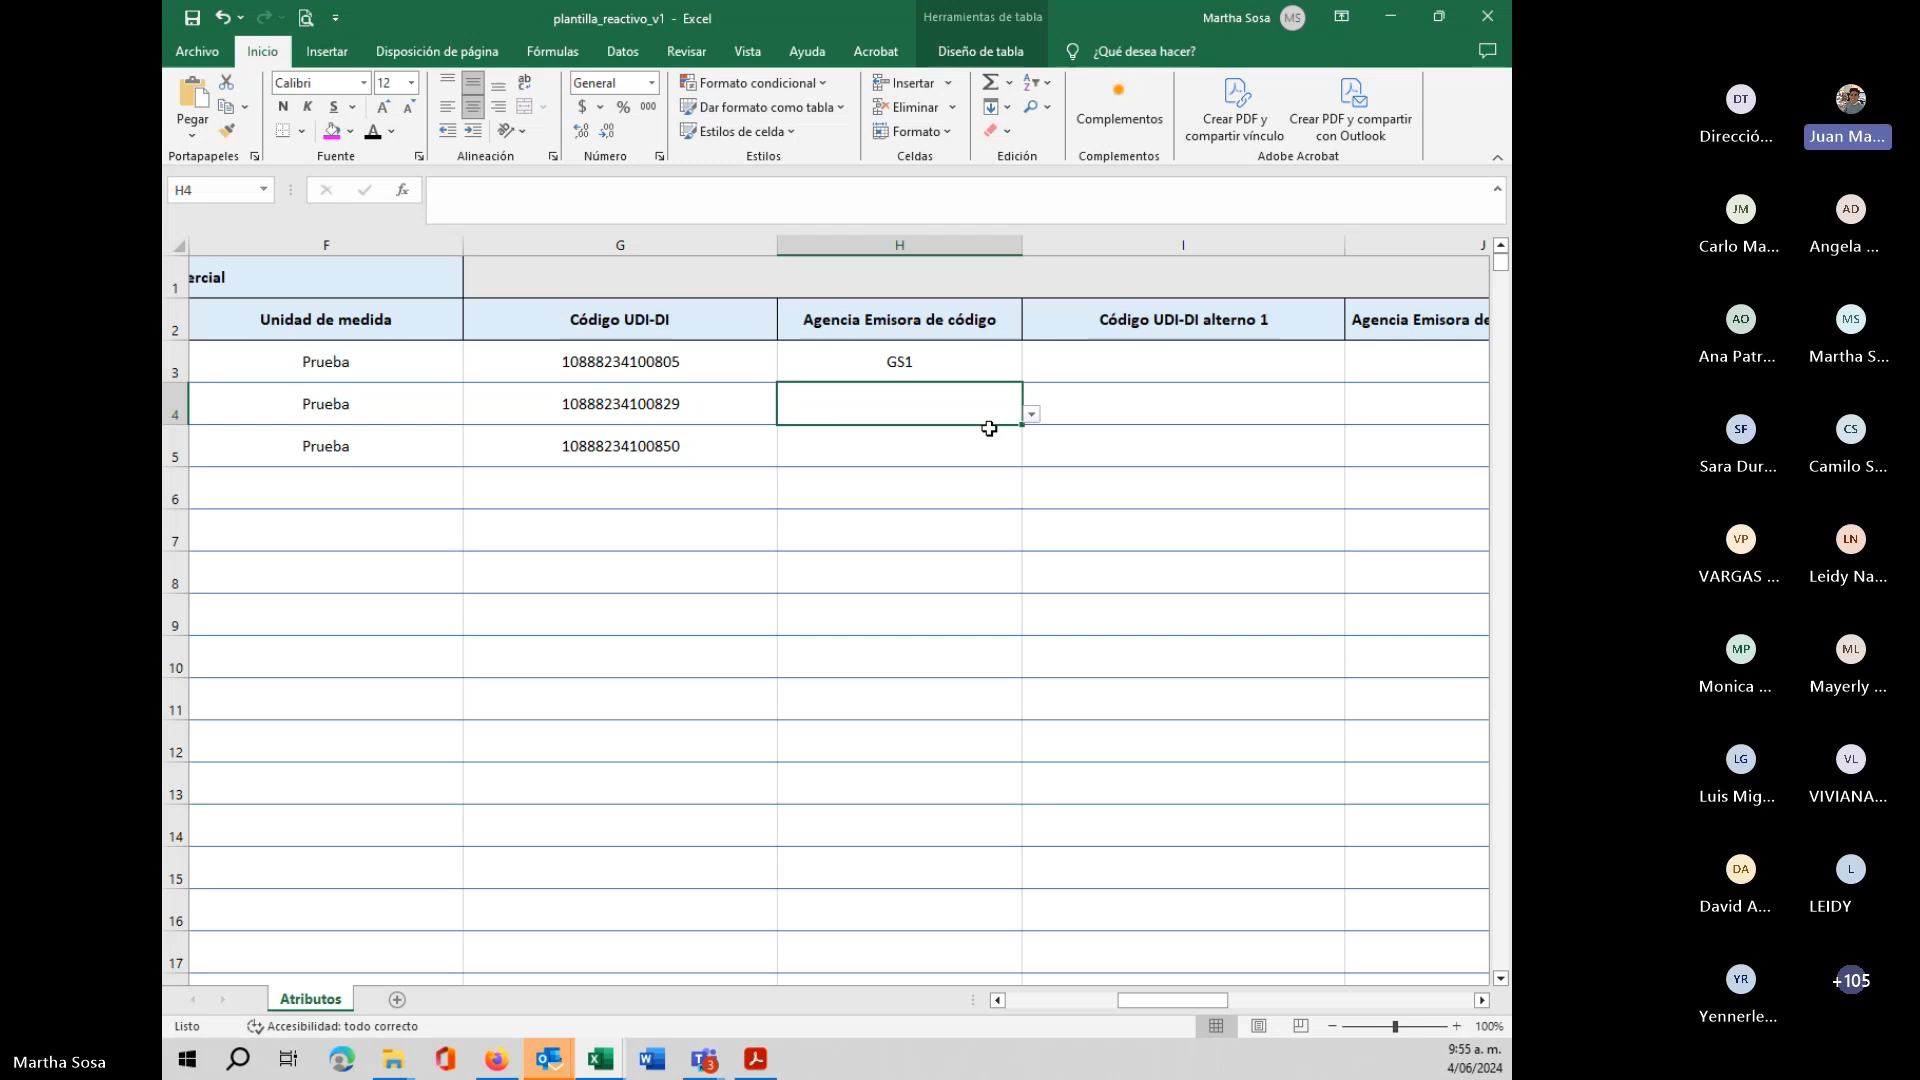 plantilla_reactivo_v1 - Excel
Herramientas de tabla
Martha Sosa
MS
Archivo
Inicio
Insertar
Disposición de página
Fórmulas
Datos
Revisar
Vista
Ayuda
Acrobat
Diseño de tabla
¿Qué desea hacer?
Pegar
Portapapeles
Calibri
12
N K S
Fuente
Alineación
General
$ % 000
Número
Formato condicional
Dar formato como tabla
Estilos de celda
Estilos
Insertar
Eliminar
Formato
Celdas
Edición
Complementos
Complementos
Crear PDF y
compartir vínculo
Crear PDF y compartir
con Outlook
Adobe Acrobat
H4
fx
F G H I J
1 ercial
2 Unidad de medida Código UDI-DI Agencia Emisora de código Código UDI-DI alterno 1 Agencia Emisora de
3 Prueba 10888234100805 GS1
4 Prueba 10888234100829
5 Prueba 10888234100850
6
7
8
9
10
11
12
13
14
15
16
17
Atributos
Listo
Accesibilidad: todo correcto
100%
9:55 a. m.
4/06/2024
3
Martha Sosa
DT
Direcció...
Juan Ma...
JM
Carlo Ma...
AD
Angela ...
AO
Ana Patr...
MS
Martha S...
SF
Sara Dur...
CS
Camilo S...
VP
VARGAS ...
LN
Leidy Na...
MP
Monica ...
ML
Mayerly ...
LG
Luis Mig...
VL
VIVIANA...
DA
David A...
L
LEIDY
YR
Yennerle...
+105